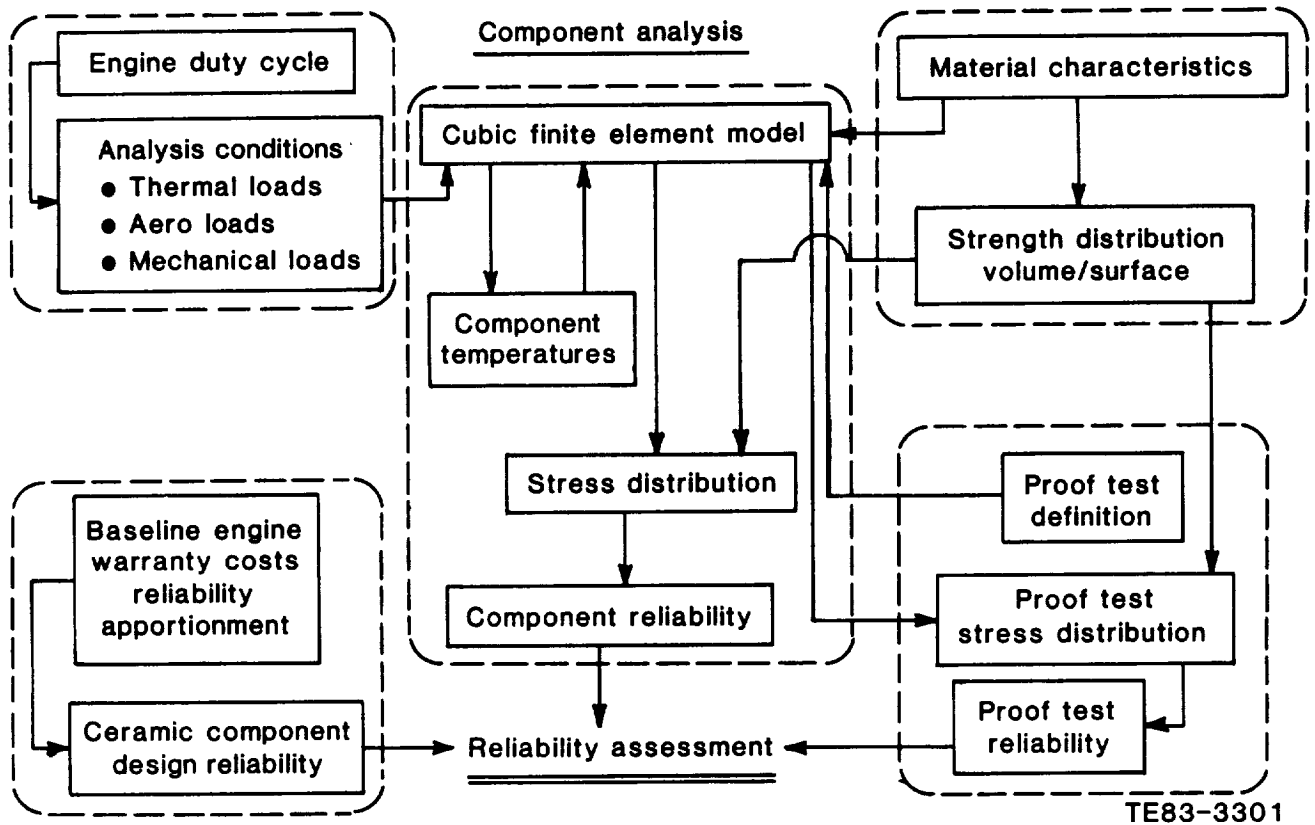 Component analysis
Engine duty cycle
Analysis conditions
● Thermal loads
● Aero loads
● Mechanical loads
Cubic finite element model
Material characteristics
Strength distribution
volume/surface
Component
temperatures
Stress distribution
Component reliability
Proof test
definition
Proof test
stress distribution
Proof test
reliability
Baseline engine
warranty costs
reliability
apportionment
Ceramic component
design reliability
Reliability assessment
TE83-3301